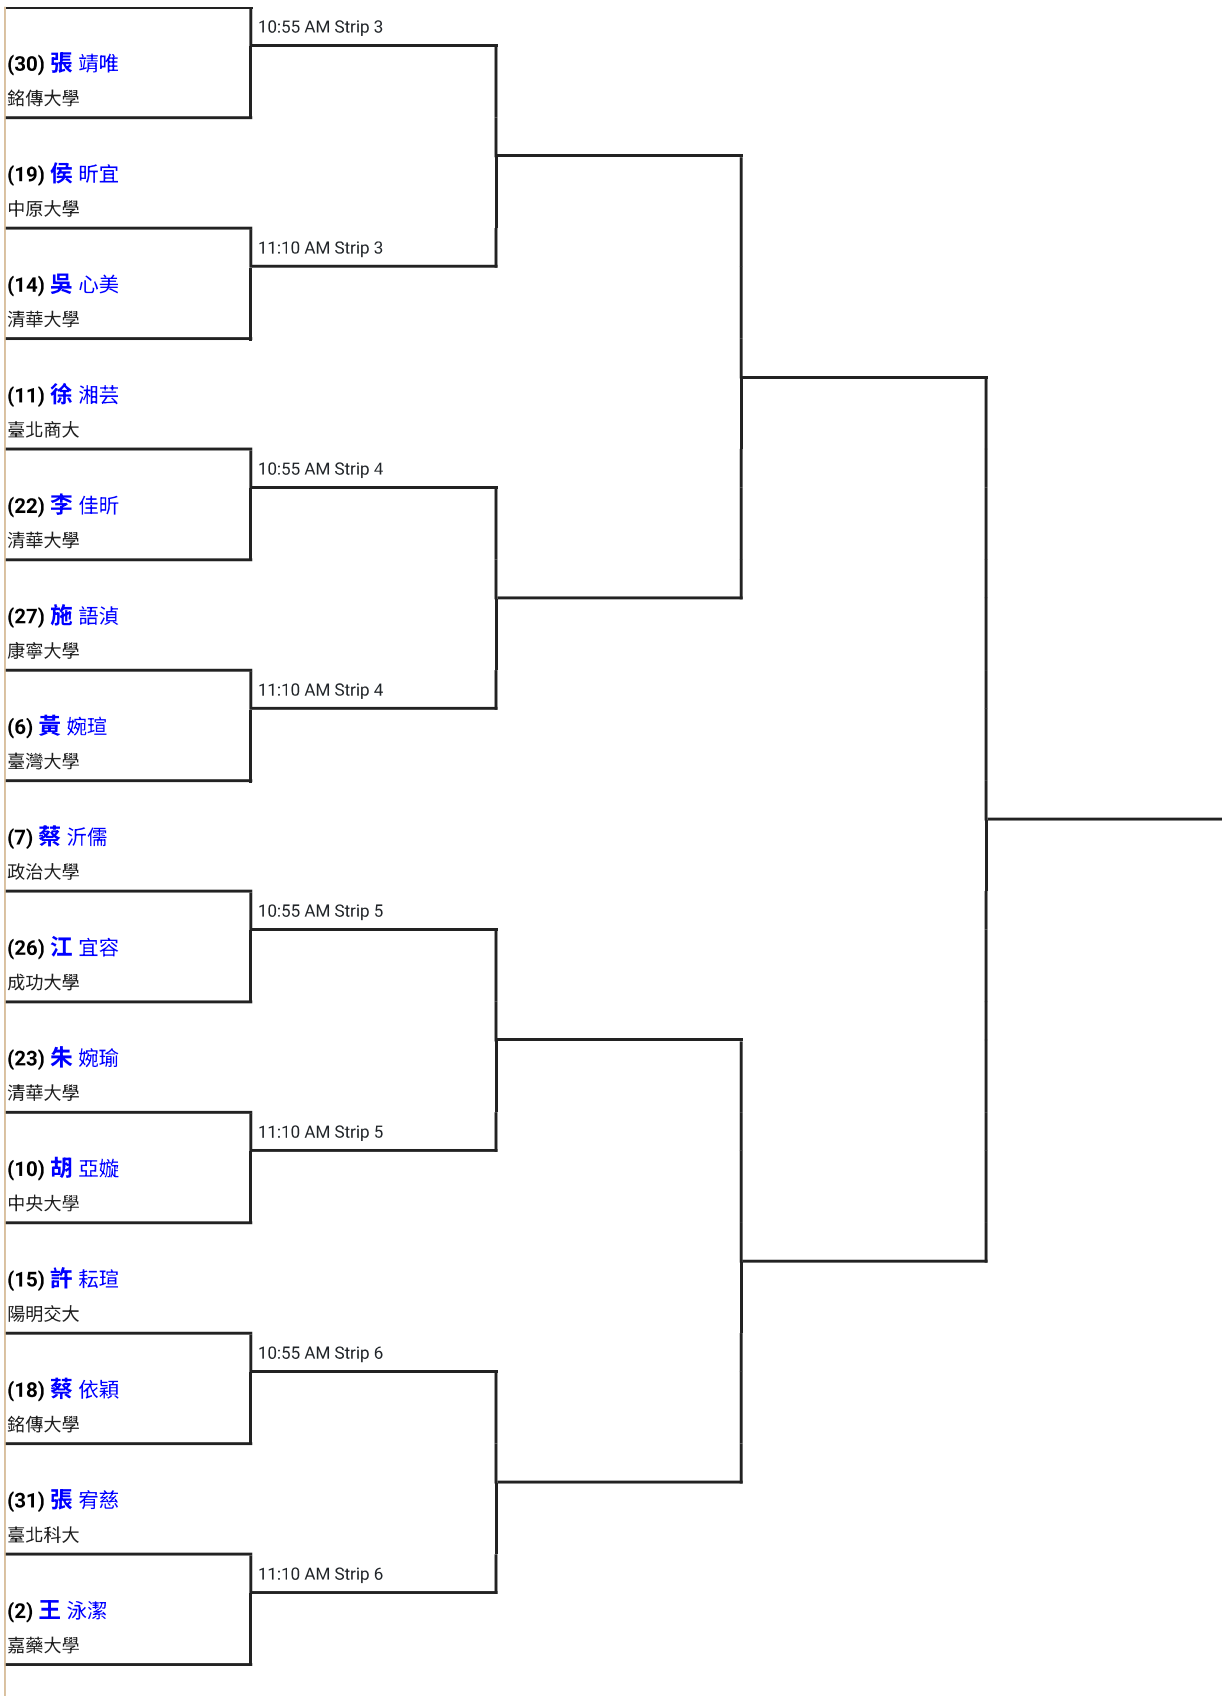 10:55 AM Strip 3
(30) 張 靖唯
銘傳大學
(19) 侯 昕宜
中原大學
11:10 AM Strip 3
(14) 吳 心美
清華大學
(11) 徐 湘芸
臺北商大
10:55 AM Strip 4
(22) 李 佳昕
清華大學
(27) 施 語湞
康寧大學
11:10 AM Strip 4
(6) 黃 婉瑄
臺灣大學
(7) 蔡 沂儒
政治大學
10:55 AM Strip 5
(26) 江 宜容
成功大學
(23) 朱 婉瑜
清華大學
11:10 AM Strip 5
(10) 胡 亞嫙
中央大學
(15) 許 耘瑄
陽明交大
10:55 AM Strip 6
(18) 蔡 依穎
銘傳大學
(31) 張 宥慈
臺北科大
11:10 AM Strip 6
(2) 王 泳潔
嘉藥大學